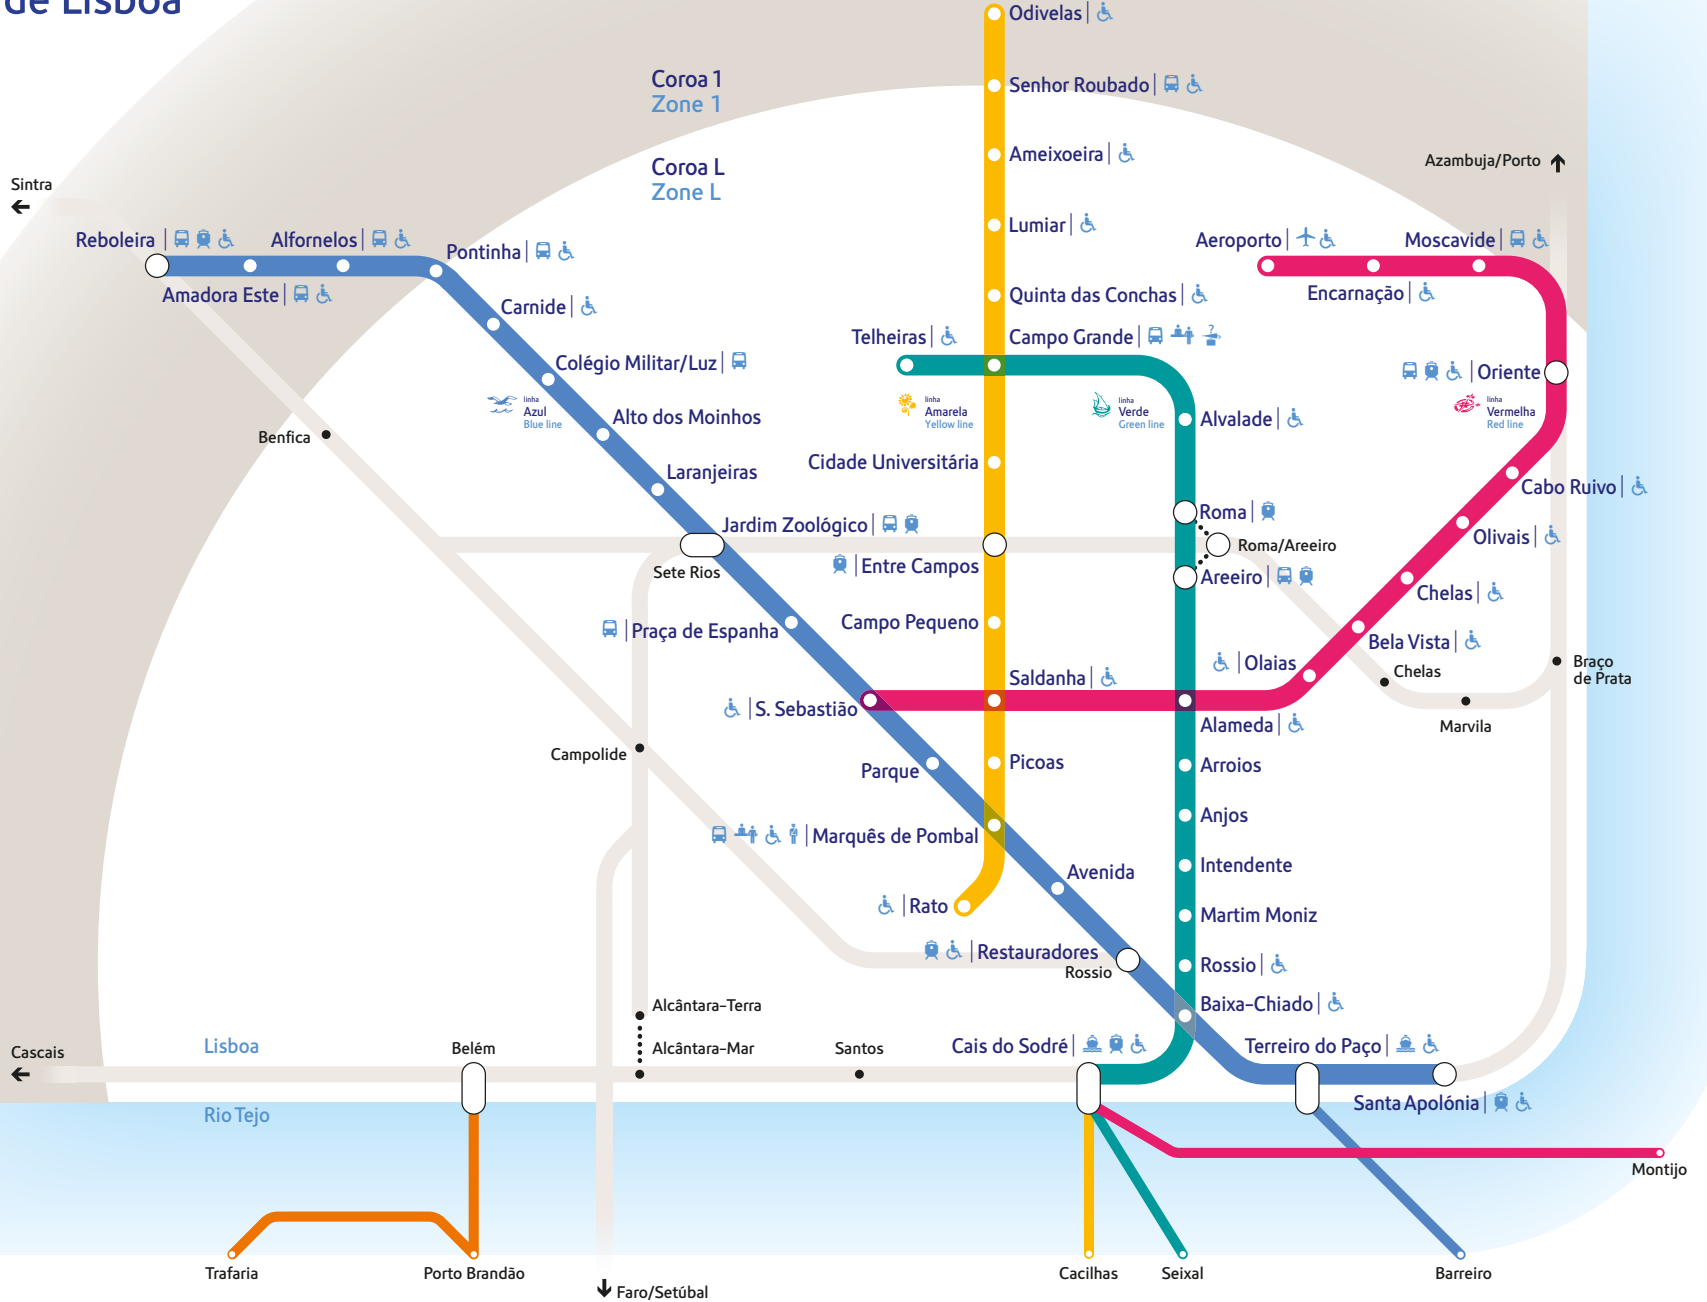 de Lisboa
Odivelas
Coroa 1
Zone 1
Senhor Roubado
Ameixoeira
Coroa L
Zone L
Azambuja/Porto
Sintra
Lumiar
Reboleira
Alfornelos
Pontinha
Aeroporto
Moscavide
Amadora Este
Encarnação
Carnide
Quinta das Conchas
Telheiras
Campo Grande
Colégio Militar/Luz
Oriente
linha
Azul
Blue line
linha
Amarela
Yellow line
linha
Verde
Green line
linha
Vermelha
Red line
Alto dos Moinhos
Alvalade
Benfica
Cidade Universitária
Laranjeiras
Cabo Ruivo
Jardim Zoológico
Roma
Olivais
Roma/Areeiro
Sete Rios
Entre Campos
Areeiro
Chelas
Praça de Espanha
Campo Pequeno
Bela Vista
Olaias
Chelas
Braço
de Prata
Saldanha
S. Sebastião
Alameda
Marvila
Campolide
Parque
Picoas
Arroios
Anjos
Marquês de Pombal
Avenida
Intendente
Rato
Martim Moniz
Restauradores
Rossio
Rossio
Alcântara-Terra
Baixa-Chiado
Cascais
Lisboa
Belém
Alcântara-Mar
Santos
Cais do Sodré
Terreiro do Paço
Rio Tejo
Santa Apolónia
Montijo
Trafaria
Porto Brandão
Cacilhas
Seixal
Barreiro
Faro/Setúbal